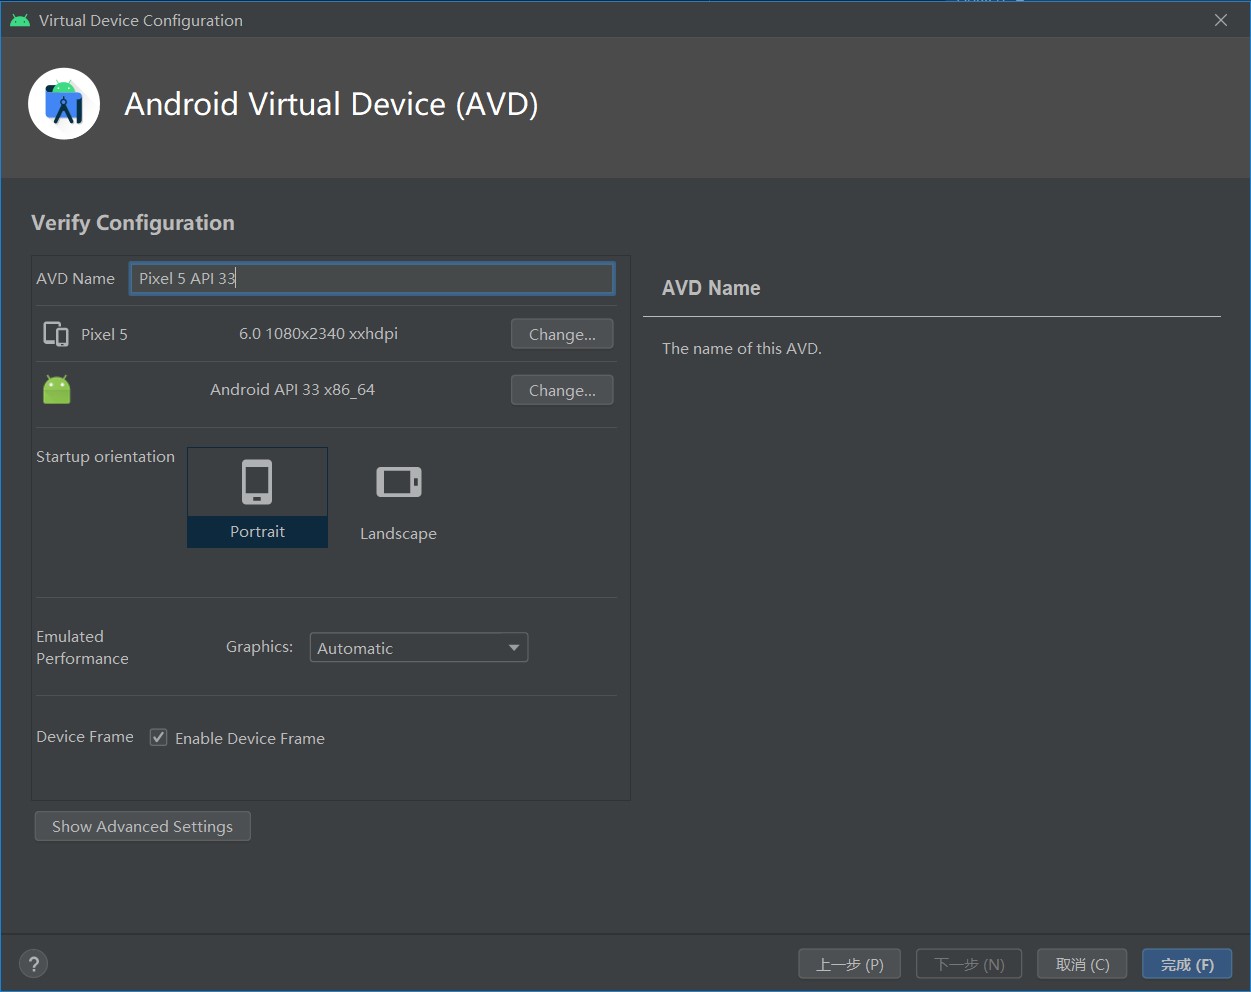 Virtual Device Configuration
Android Virtual Device (AVD)
Verify Configuration
AVD Name
Pixel 5 API 33
Pixel 5
6.0 1080x2340 xxhdpi
Change...
Android API 33 x86_64
Change...
Startup orientation
Portrait
Landscape
Emulated
Performance
Graphics:
Automatic
Device Frame
Enable Device Frame
Show Advanced Settings
AVD Name
The name of this AVD.
?
上一步 (P)
下一步 (N)
取消 (C)
完成 (F)